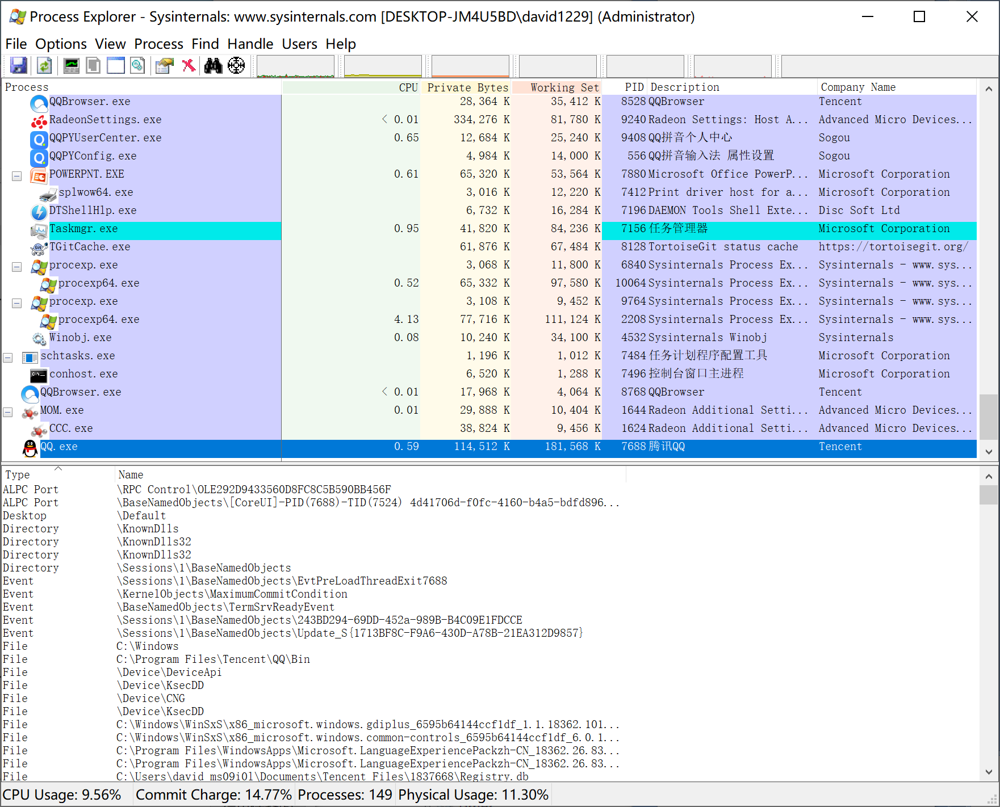 Process Explorer - Sysinternals: www.sysinternals.com [DESKTOP-JM4U5BD\david1229] (Administrator)
File Options View Process Find Handle Users Help
Process CPU Private Bytes Working Set PID Description Company Name
QQBrowser.exe 28,364 K 35,412 K 8528 QQBrowser Tencent
RadeonSettings.exe < 0.01 334,276 K 81,780 K 9240 Radeon Settings: Host A... Advanced Micro Devices...
QQPYUserCenter.exe 0.65 12,684 K 25,240 K 9408 QQ拼音个人中心 Sogou
QQPYConfig.exe 4,984 K 14,000 K 556 QQ拼音输入法 属性设置 Sogou
POWERPNT.EXE 0.61 65,320 K 53,564 K 7880 Microsoft Office PowerP... Microsoft Corporation
splwow64.exe 3,016 K 12,220 K 7412 Print driver host for a... Microsoft Corporation
DTShellHlp.exe 6,732 K 16,284 K 7196 DAEMON Tools Shell Exte... Disc Soft Ltd
Taskmgr.exe 0.95 41,820 K 84,236 K 7156 任务管理器 Microsoft Corporation
TGitCache.exe 61,876 K 67,484 K 8128 TortoiseGit status cache https://tortoisegit.org/
procexp.exe 3,068 K 11,800 K 6840 Sysinternals Process Ex... Sysinternals - www.sys...
procexp64.exe 0.52 65,332 K 97,580 K 10064 Sysinternals Process Ex... Sysinternals - www.sys...
procexp.exe 3,108 K 9,452 K 9764 Sysinternals Process Ex... Sysinternals - www.sys...
procexp64.exe 4.13 77,716 K 111,124 K 2208 Sysinternals Process Ex... Sysinternals - www.sys...
Winobj.exe 0.08 10,240 K 34,100 K 4532 Sysinternals Winobj Sysinternals
schtasks.exe 1,196 K 1,012 K 7484 任务计划程序配置工具 Microsoft Corporation
conhost.exe 6,520 K 1,288 K 7496 控制台窗口主进程 Microsoft Corporation
QQBrowser.exe < 0.01 17,968 K 4,064 K 8768 QQBrowser Tencent
MOM.exe 0.01 29,888 K 10,404 K 1644 Radeon Additional Setti... Advanced Micro Devices...
CCC.exe 38,824 K 9,456 K 1624 Radeon Additional Setti... Advanced Micro Devices...
QQ.exe 0.59 114,512 K 181,568 K 7688 腾讯QQ Tencent
Type Name
ALPC Port \RPC Control\OLE292D9433560D8FC8C5B590BB456F
ALPC Port \BaseNamedObjects\[CoreUI]-PID(7688)-TID(7524) 4d41706d-f0fc-4160-b4a5-bdfd896...
Desktop \Default
Directory \KnownDlls
Directory \KnownDlls32
Directory \KnownDlls32
Directory \Sessions\1\BaseNamedObjects
Event \Sessions\1\BaseNamedObjects\EvtPreLoadThreadExit7688
Event \KernelObjects\MaximumCommitCondition
Event \BaseNamedObjects\TermSrvReadyEvent
Event \Sessions\1\BaseNamedObjects\243BD294-69DD-452a-989B-B4C09E1FDCCE
Event \Sessions\1\BaseNamedObjects\Update_S{1713BF8C-F9A6-430D-A78B-21EA312D9857}
File C:\Windows
File C:\Program Files\Tencent\QQ\Bin
File \Device\DeviceApi
File \Device\KsecDD
File \Device\CNG
File \Device\KsecDD
File C:\Windows\WinSxS\x86_microsoft.windows.gdiplus_6595b64144ccf1df_1.1.18362.101...
File C:\Windows\WinSxS\x86_microsoft.windows.common-controls_6595b64144ccf1df_6.0.1...
File C:\Program Files\WindowsApps\Microsoft.LanguageExperiencePackzh-CN_18362.26.83...
File C:\Program Files\WindowsApps\Microsoft.LanguageExperiencePackzh-CN_18362.26.83...
File C:\Users\david_ms09i01\Documents\Tencent Files\1837668\Registry.db
CPU Usage: 9.56% Commit Charge: 14.77% Processes: 149 Physical Usage: 11.30%